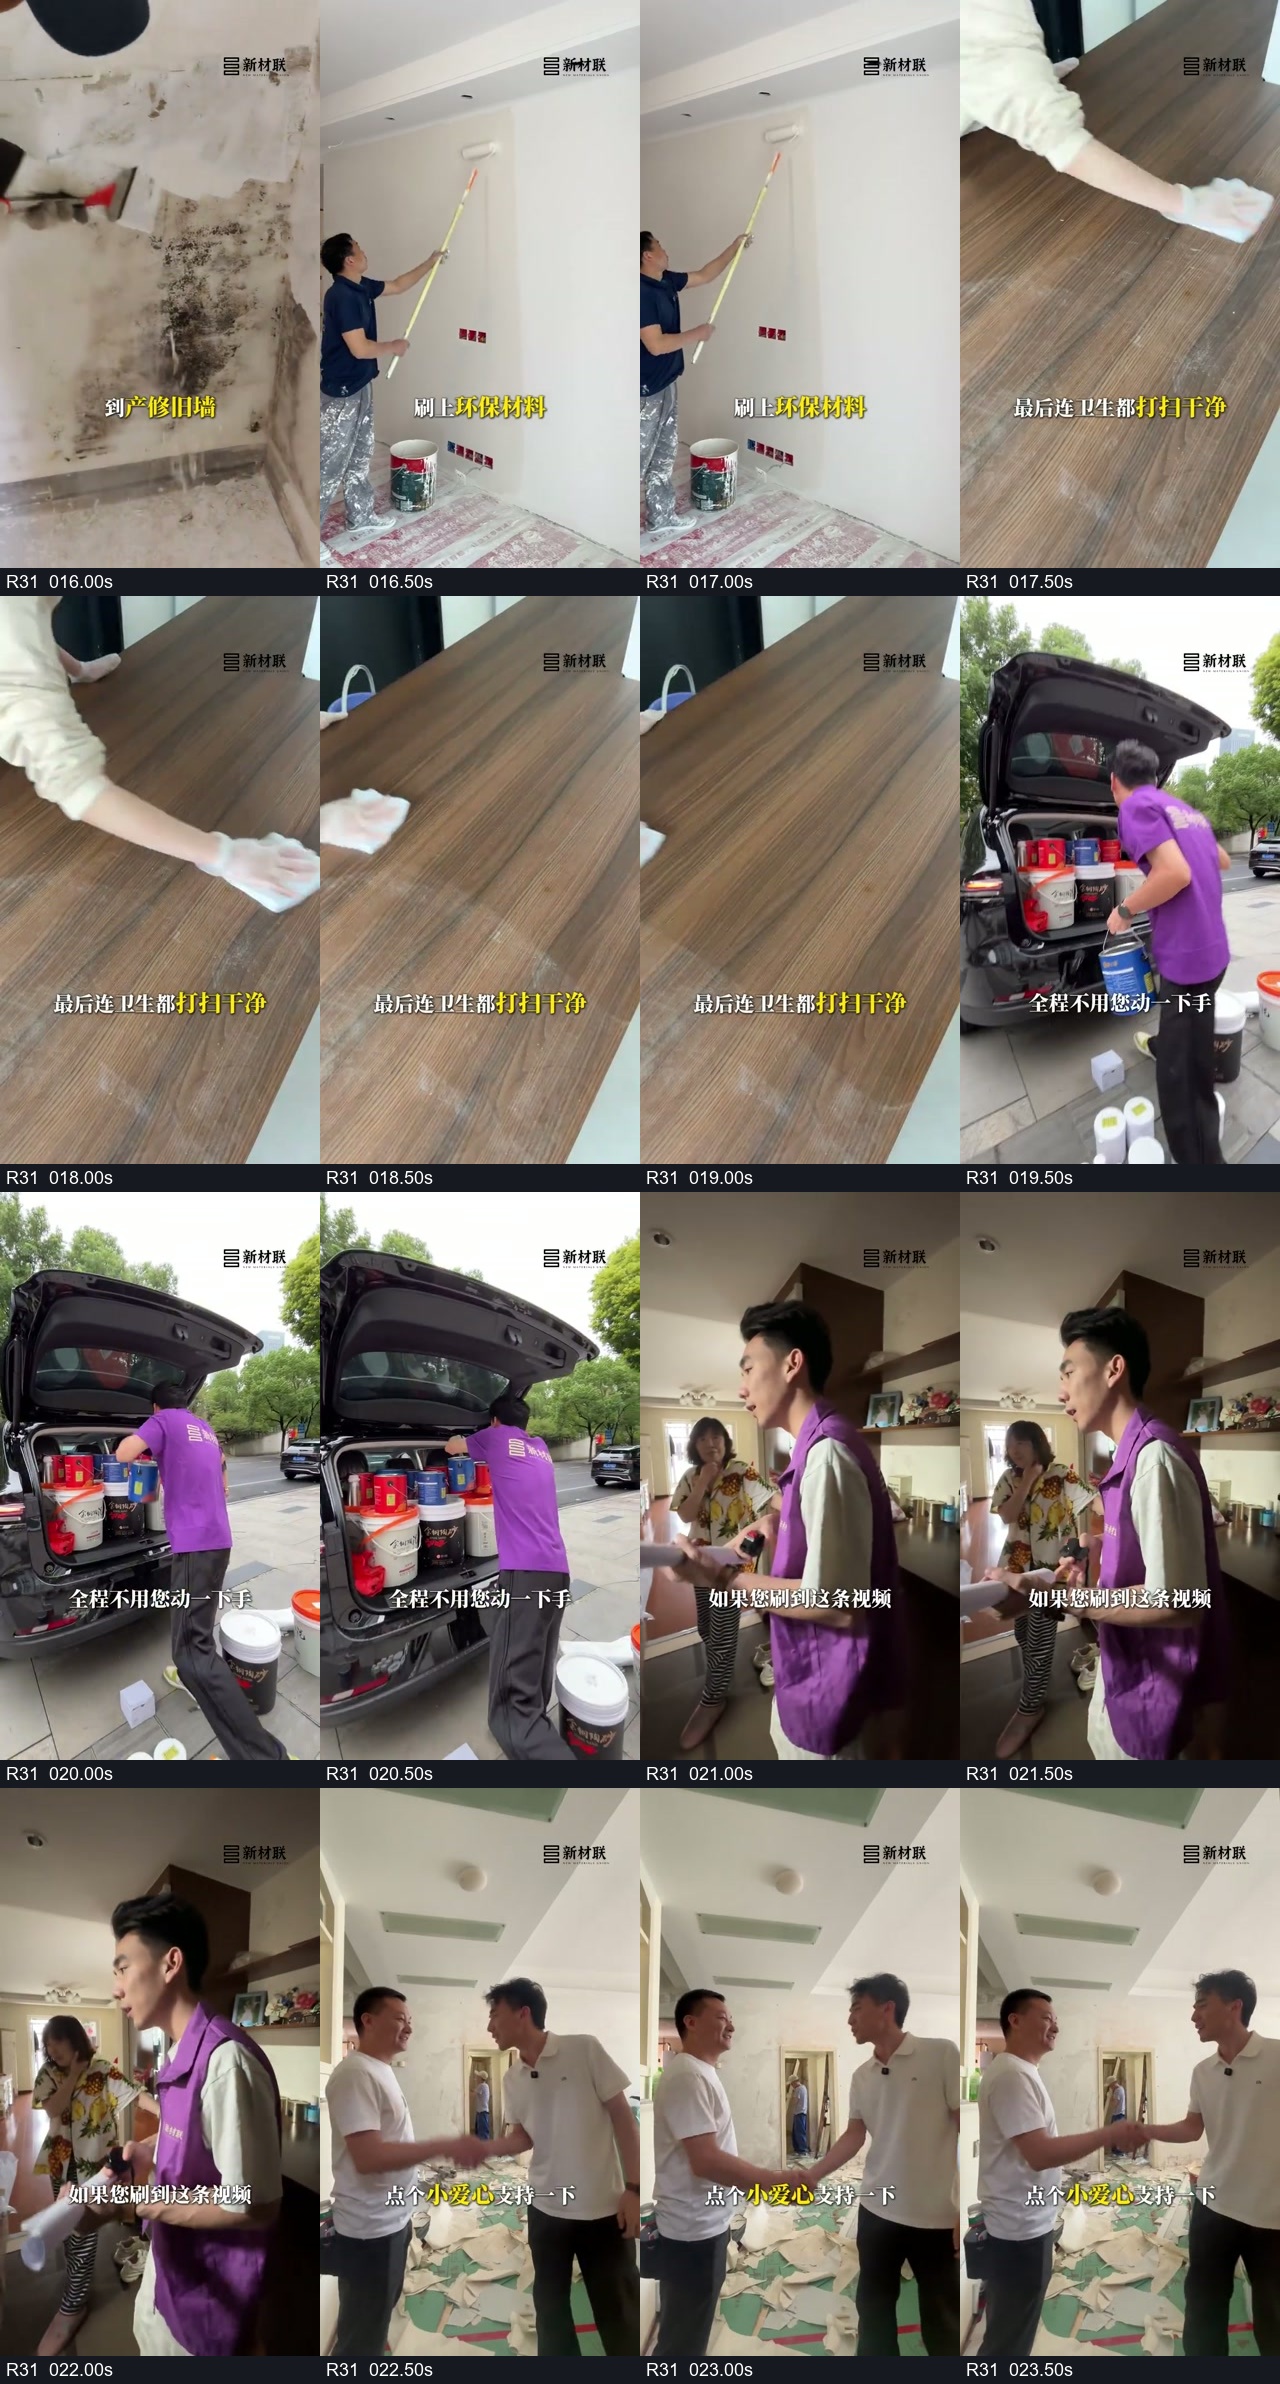 新材联
新材联
新材联
新材联
到产修旧墙
刷上环保材料
刷上环保材料
最后连卫生都打扫干净
R31 016.00s
R31 016.50s
R31 017.00s
R31 017.50s
新材联
新材联
新材联
新材联
最后连卫生都打扫干净
最后连卫生都打扫干净
最后连卫生都打扫干净
全程不用您动一下手
R31 018.00s
R31 018.50s
R31 019.00s
R31 019.50s
新材联
新材联
新材联
新材联
全程不用您动一下手
全程不用您动一下手
如果您刷到这条视频
如果您刷到这条视频
R31 020.00s
R31 020.50s
R31 021.00s
R31 021.50s
新材联
新材联
新材联
新材联
如果您刷到这条视频
点个小爱心支持一下
点个小爱心支持一下
点个小爱心支持一下
R31 022.00s
R31 022.50s
R31 023.00s
R31 023.50s